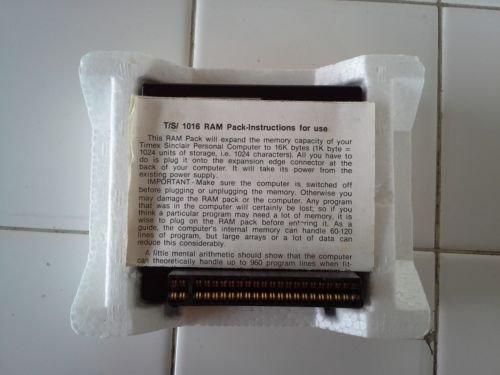 T/S/ 1016 RAM Pack-Instructions for use
This RAM Pack will expand the memory capacity of your
Timex Sinclair Personal Computer to 16K bytes (1K byte =
1024 units of storage, i.e. 1024 characters). All you have to
do is plug it onto the expansion edge connector at the
back of your computer. It will take its power from the
existing power supply.
IMPORTANT - Make sure the computer is switched off
before plugging or unplugging the memory. Otherwise you
may damage the RAM pack or the computer. Any program
that was in the computer will certainly be lost; so if you
think a particular program may need a lot of memory, it is
wise to plug on the RAM pack before entering it. As a
guide, the computer's internal memory can handle 60-120
lines of program, but large arrays or a lot of data can
reduce this considerably.
A little mental arithmetic should show that the computer
can theoretically handle up to 960 program lines when fit-